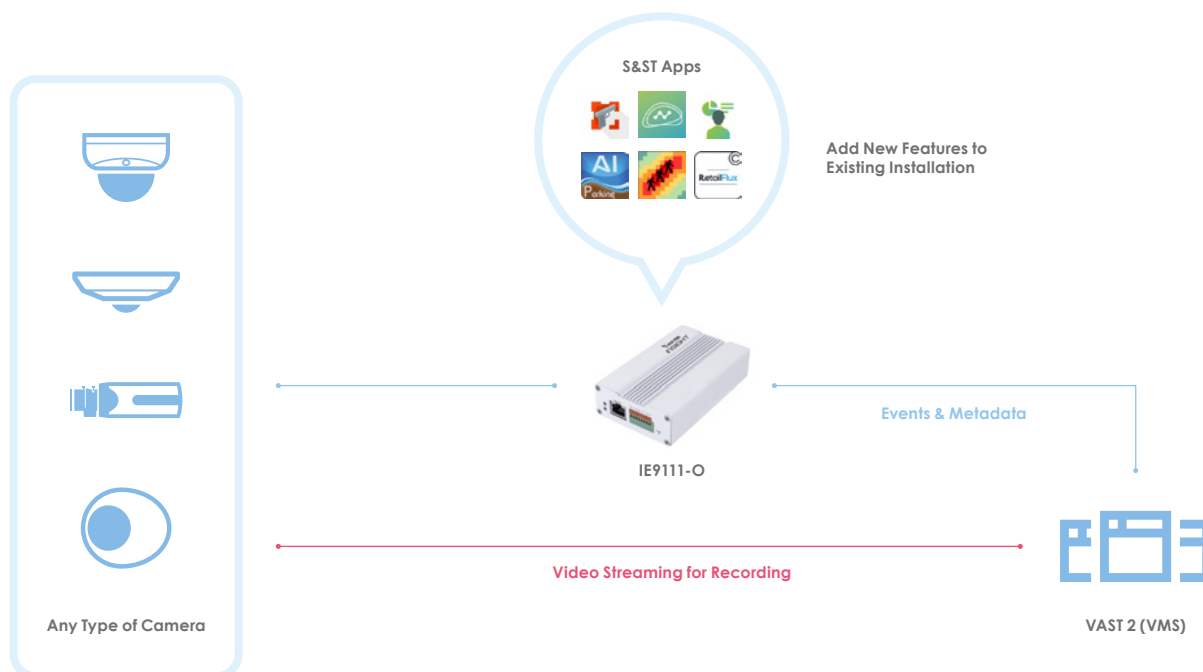 S&ST Apps
AI
Parking
C
RetailFlux
Add New Features to
Existing Installation
Events & Metadata
IE9111-O
Video Streaming for Recording
Any Type of Camera
VAST 2 (VMS)